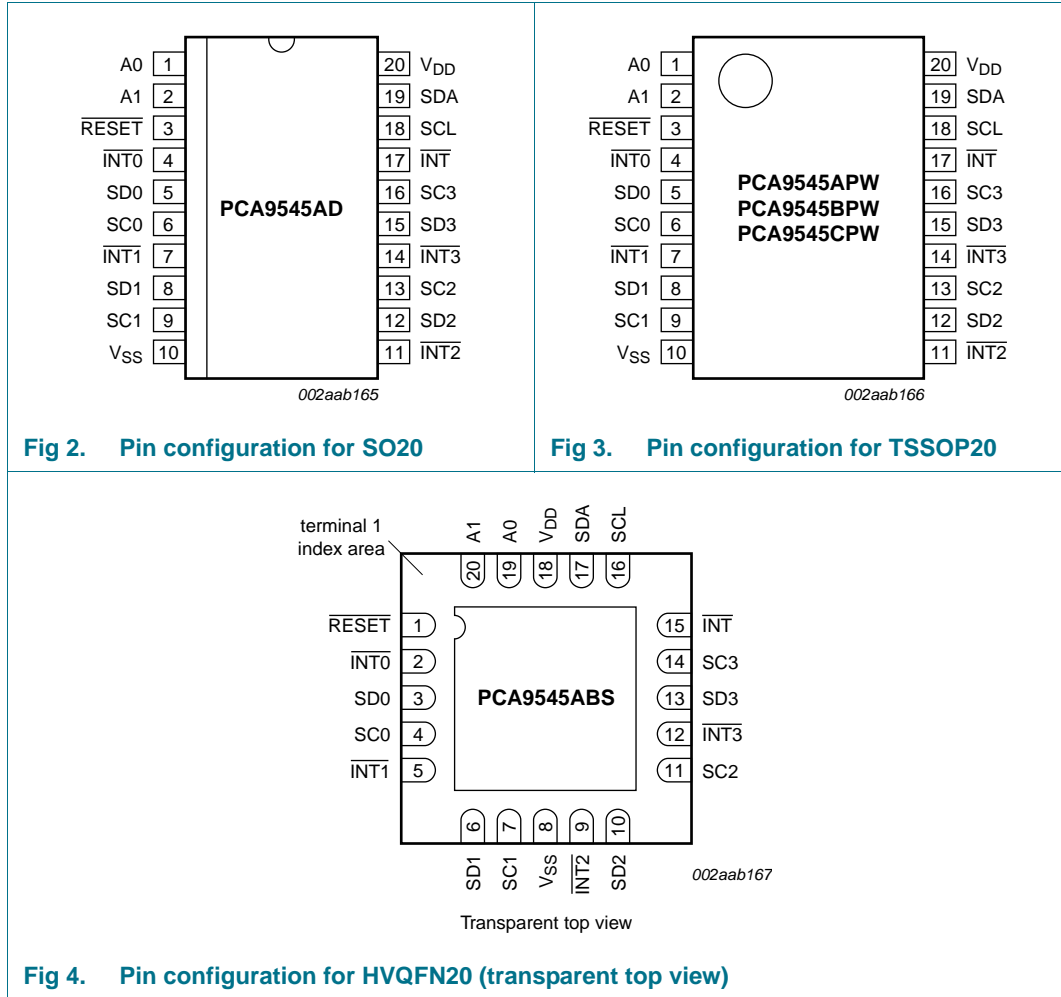 A0 1
A1 2
RESET 3
INT0 4
SD0 5
SC0 6
INT1 7
SD1 8
SC1 9
VSS 10
PCA9545AD
20 VDD
19 SDA
18 SCL
17 INT
16 SC3
15 SD3
14 INT3
13 SC2
12 SD2
11 INT2
002aab165
Fig 2. Pin configuration for SO20
A0 1
A1 2
RESET 3
INT0 4
SD0 5
SC0 6
INT1 7
SD1 8
SC1 9
VSS 10
PCA9545APW
PCA9545BPW
PCA9545CPW
20 VDD
19 SDA
18 SCL
17 INT
16 SC3
15 SD3
14 INT3
13 SC2
12 SD2
11 INT2
002aab166
Fig 3. Pin configuration for TSSOP20
terminal 1
index area
A1 A0 VDD SDA SCL
20 19 18 17 16
RESET 1
INT0 2
SD0 3
SC0 4
INT1 5
PCA9545ABS
15 INT
14 SC3
13 SD3
12 INT3
11 SC2
6 7 8 9 10
SD1 SC1 VSS INT2 SD2
002aab167
Transparent top view
Fig 4. Pin configuration for HVQFN20 (transparent top view)